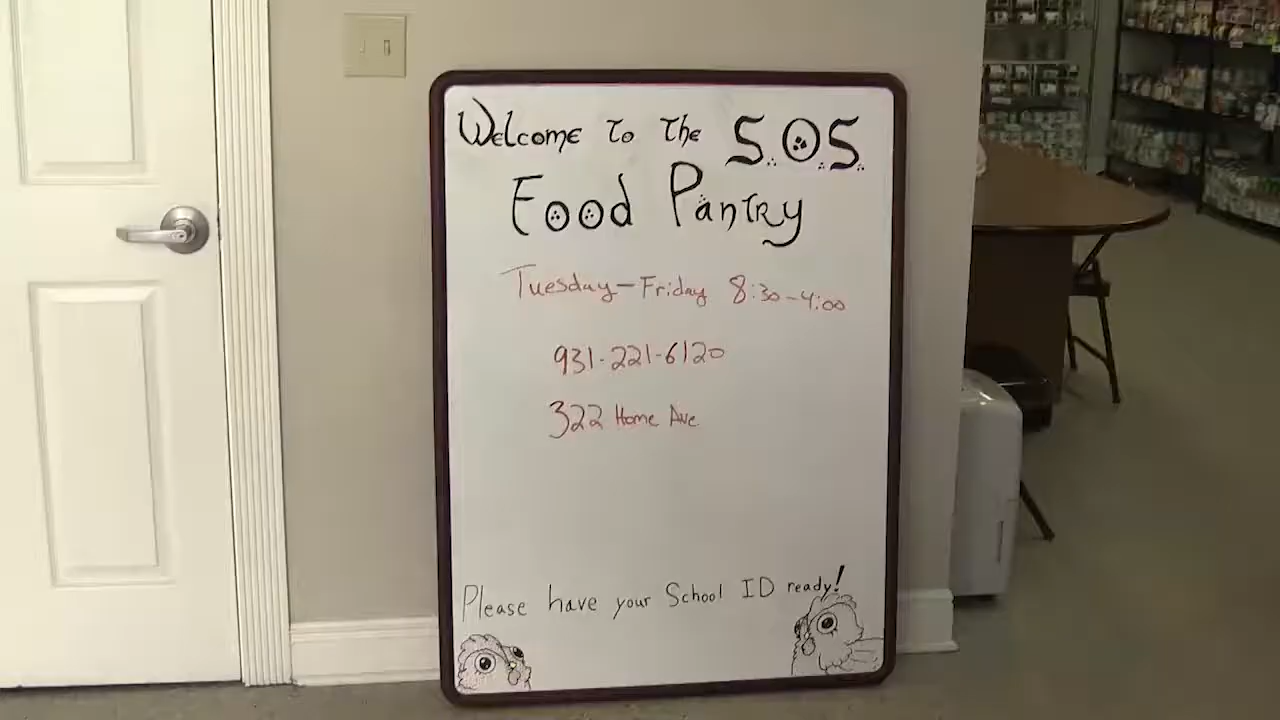 Welcome to the S.O.S.
Food Pantry
Tuesday-Friday 8:30-4:00
931-221-6120
322 Home Ave.
Please have your School ID ready!